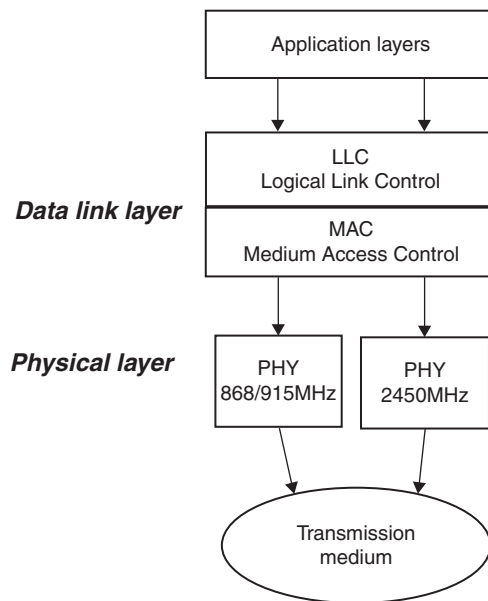 Application layers
LLC
Logical Link Control
Data link layer
MAC
Medium Access Control
Physical layer
PHY
868/915MHz
PHY
2450MHz
Transmission
medium